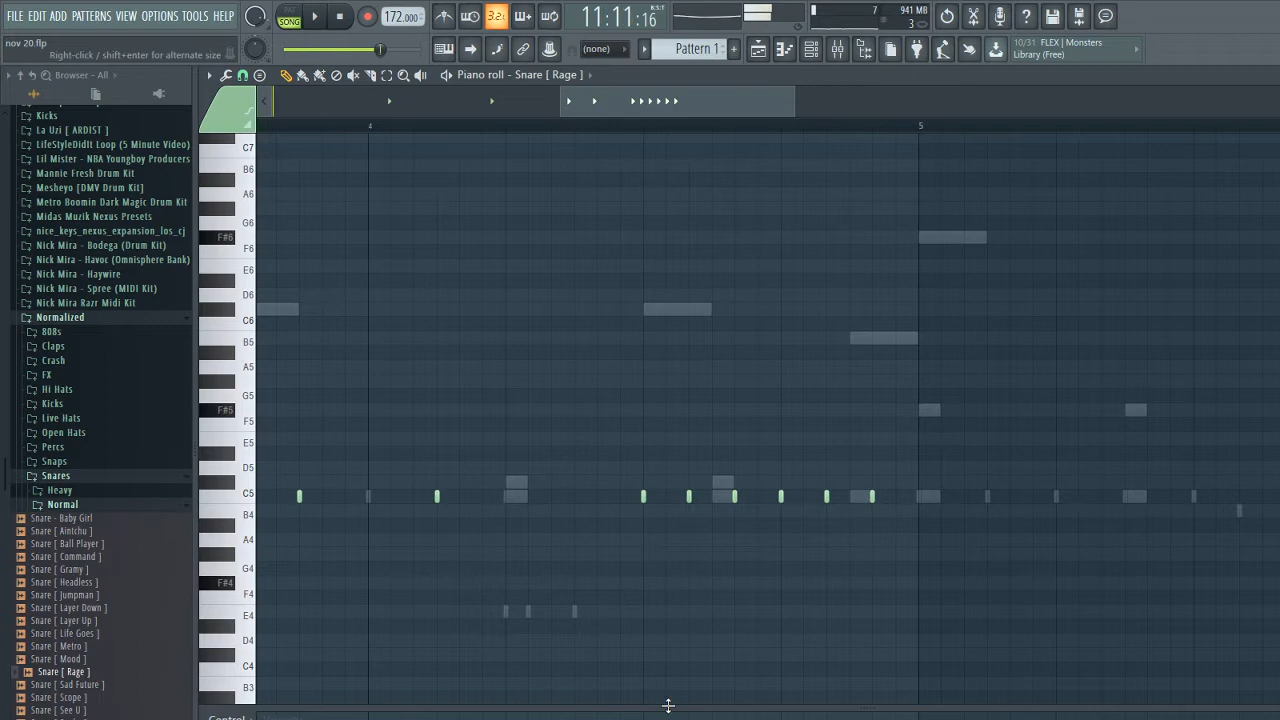 FILE EDIT ADD PATTERNS VIEW OPTIONS TOOLS HELP
PAT
SONG
172.000
3.2.
11:11:16
7
941 MB
3
nov 20.flp
Right-click / shift+enter for alternate size
(none)
Pattern 1
10/31 FLEX | Monsters
Library (Free)
Browser - All
Piano roll - Snare [ Rage ]
Kicks
La Uzi [ ARDIST ]
LifeStyleDidIt Loop (5 Minute Video)
Lil Mister - NBA Youngboy Producers
Mannie Fresh Drum Kit
Mesheyo [DMV Drum Kit]
Metro Boomin Dark Magic Drum Kit
Midas Muzik Nexus Presets
nice_keys_nexus_expansion_los_cj
Nick Mira - Bodega (Drum Kit)
Nick Mira - Havoc (Omnisphere Bank)
Nick Mira - Haywire
Nick Mira - Spree (MIDI Kit)
Nick Mira Razr Midi Kit
Normalized
808s
Claps
Crash
FX
Hi Hats
Kicks
Live Hats
Open Hats
Percs
Snaps
Snares
Heavy
Normal
Snare - Baby Girl
Snare [ Aintchu ]
Snare [ Ball Player ]
Snare [ Command ]
Snare [ Gramy ]
Snare [ Headless ]
Snare [ Jumpman ]
Snare [ Layer Down ]
Snare [ Layer Up ]
Snare [ Life Goes ]
Snare [ Metro ]
Snare [ Mood ]
Snare [ Rage ]
Snare [ Sad Future ]
Snare [ Scope ]
Snare [ See U ]
4
5
C7
B6
A6
G6
F#6
F6
E6
D6
C6
B5
A5
G5
F#5
F5
E5
D5
C5
B4
A4
G4
F#4
F4
E4
D4
C4
B3
Control